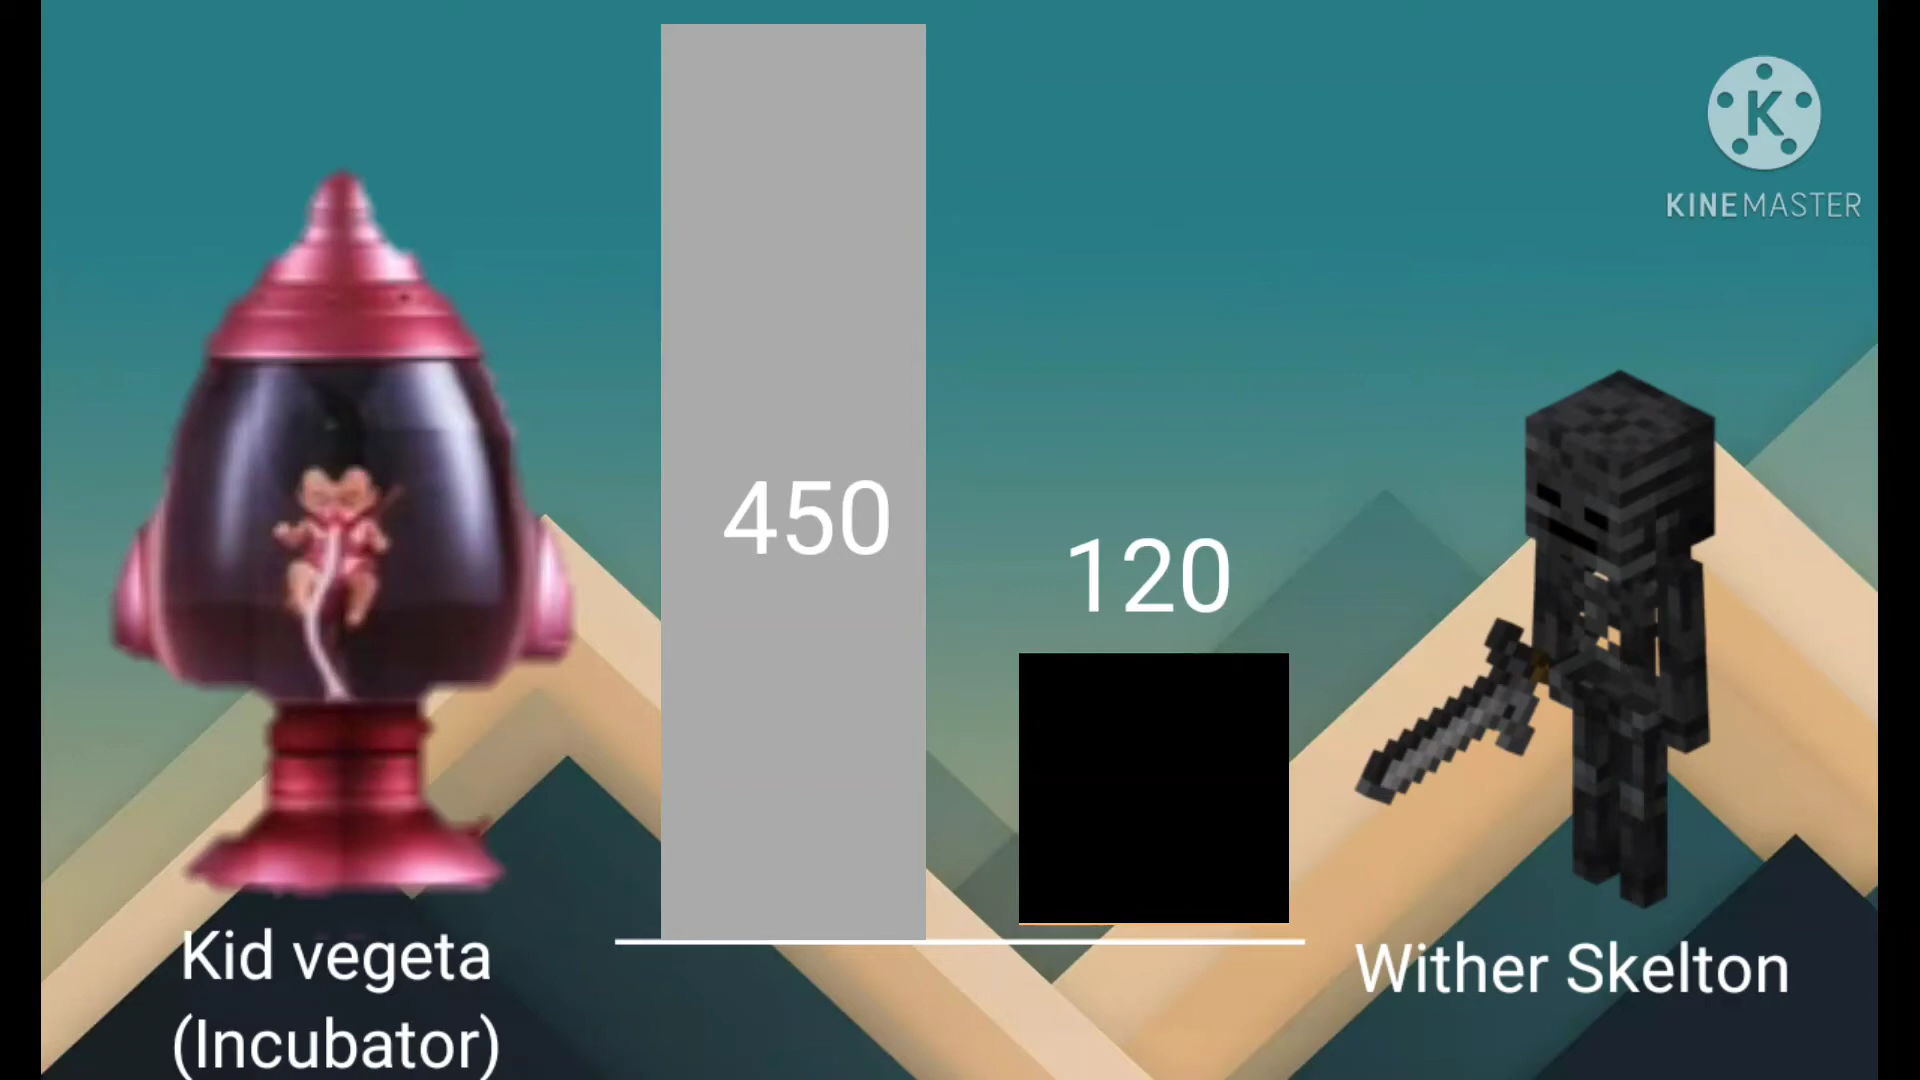 K
KINEMASTER
450
120
Kid vegeta
(Incubator)
Wither Skelton